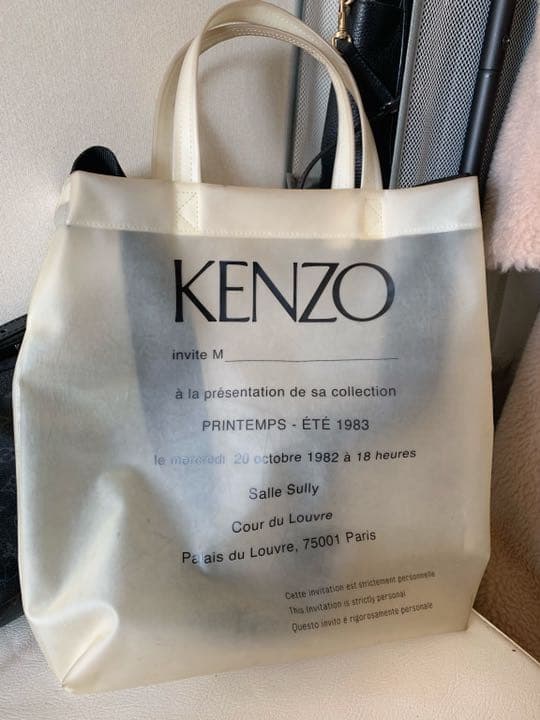 KENZO
invite M
à la présentation de sa collection
PRINTEMPS - ÉTÉ 1983
le mercredi 20 octobre 1982 à 18 heures
Salle Sully
Cour du Louvre
Palais du Louvre, 75001 Paris
Cette invitation est strictement personnelle
This Invitation is strictly personal
Questo invito è rigorosamente personale